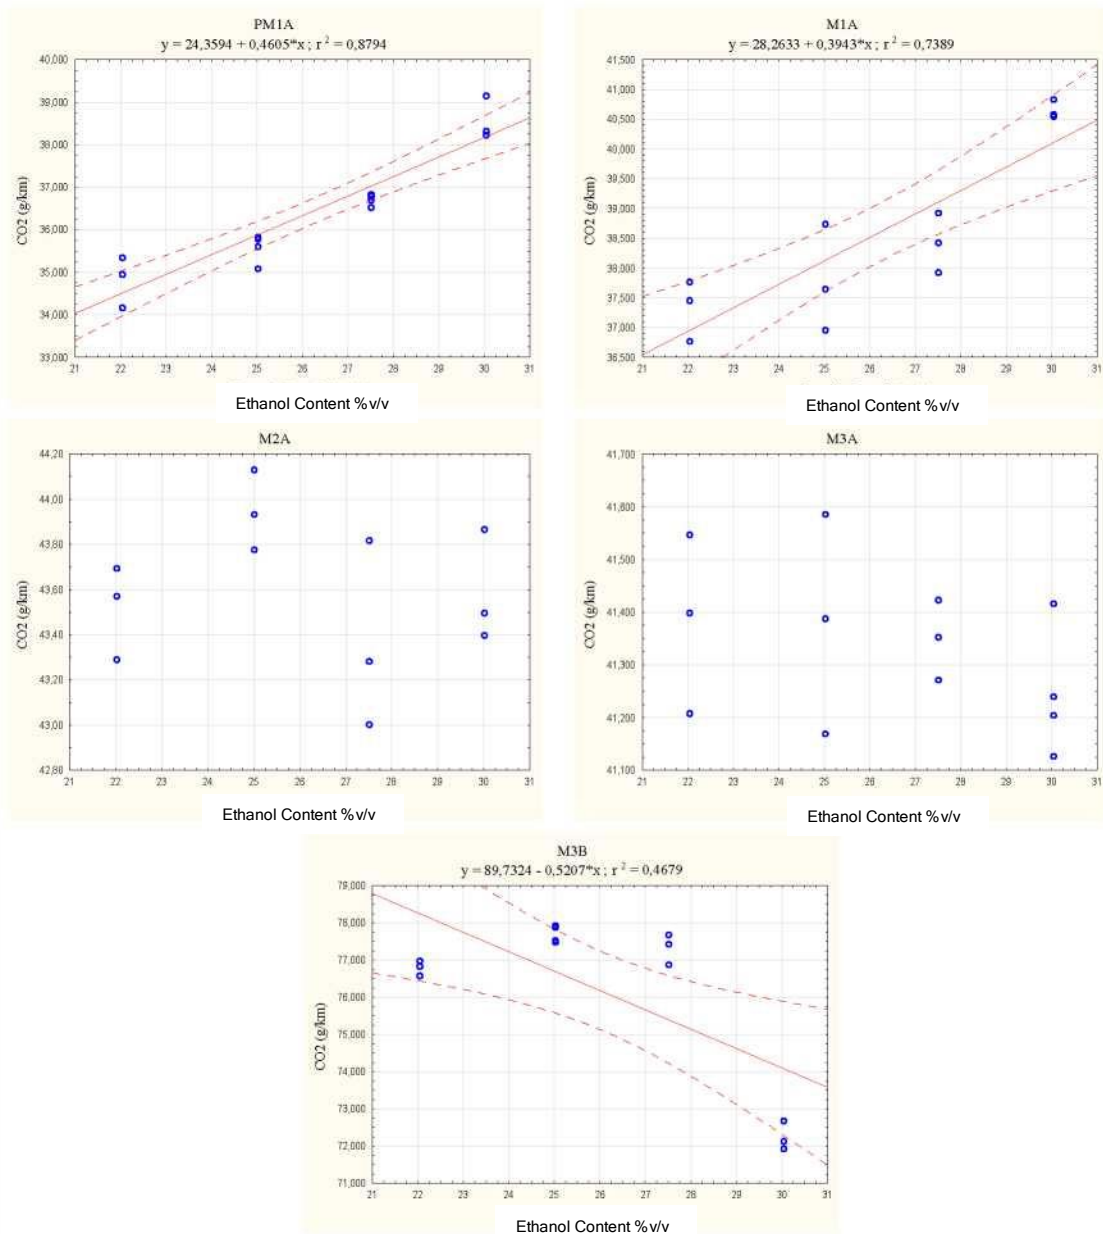 PM1A
y = 24,3594 + 0,4605*x ; r 2 = 0,8794
40,000
39,000
38,000
37,000
36,000
35,000
34,000
33,000
CO2 (g/km)
21 22 23 24 25 26 27 28 29 30 31
Ethanol Content %v/v
M1A
y = 28,2633 + 0,3943*x ; r 2 = 0,7389
41,500
41,000
40,500
40,000
39,500
39,000
38,500
38,000
37,500
37,000
36,500
CO2 (g/km)
21 22 23 24 25 26 27 28 29 30 31
Ethanol Content %v/v
M2A
44,20
44,00
43,80
43,60
43,40
43,20
43,00
42,80
CO2 (g/km)
21 22 23 24 25 26 27 28 29 30 31
Ethanol Content %v/v
M3A
41,700
41,600
41,500
41,400
41,300
41,200
41,100
CO2 (g/km)
21 22 23 24 25 26 27 28 29 30 31
Ethanol Content %v/v
M3B
y = 89,7324 - 0,5207*x ; r 2 = 0,4679
79,000
78,000
77,000
76,000
75,000
74,000
73,000
72,000
71,000
CO2 (g/km)
21 22 23 24 25 26 27 28 29 30 31
Ethanol Content %v/v